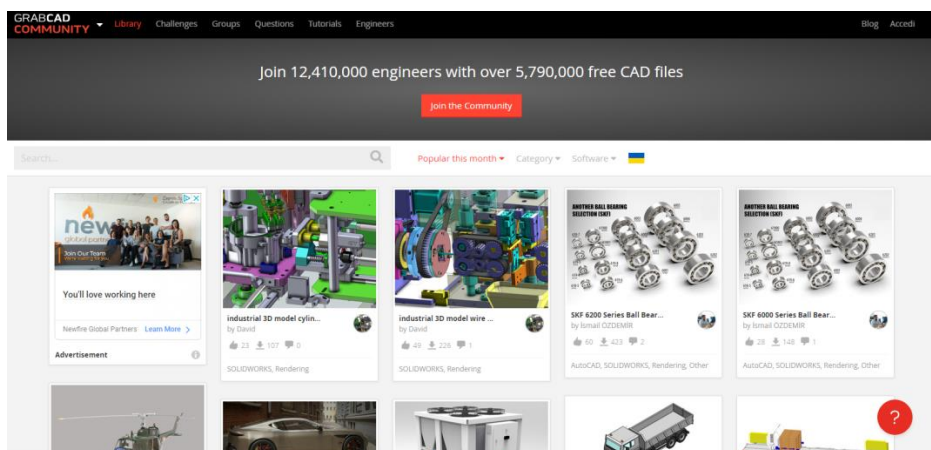 GRABCAD
COMMUNITY
Library Challenges Groups Questions Tutorials Engineers
Blog Accedi
Join 12,410,000 engineers with over 5,790,000 free CAD files
Join the Community
Search...
Popular this month Category Software
new
global partners
Join Our Team
You'll love working here
Newfire Global Partners Learn More >
Advertisement
industrial 3D model cylin...
by David
23 107 0
SOLIDWORKS, Rendering
industrial 3D model wire ...
by David
49 226 1
SOLIDWORKS, Rendering
ANOTHER BALL BEARING
SELECTION (SKF)
SKF 6200 Series Ball Bear...
by İsmail ÖZDEMİR
60 423 2
AutoCAD, SOLIDWORKS, Rendering, Other
ANOTHER BALL BEARING
SELECTION (SKF)
SKF 6000 Series Ball Bear...
by İsmail ÖZDEMİR
28 148 1
AutoCAD, SOLIDWORKS, Rendering, Other
?